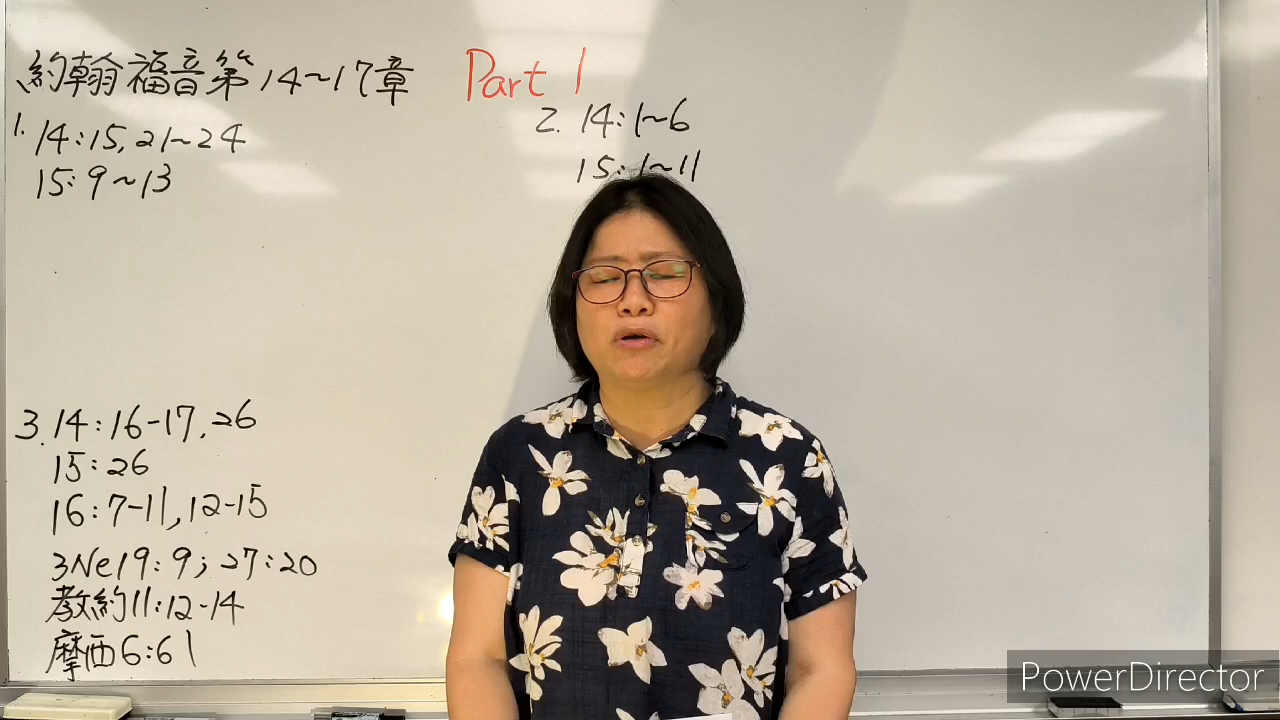 約翰福音第14~17章 Part 1
1. 14:15, 21~24
15:9~13
2. 14:1~6
15:1~11
3. 14:16-17, 26
15:26
16:7-11, 12-15
3Ne19:9; 27:20
教約11:12-14
摩西6:61
PowerDirector